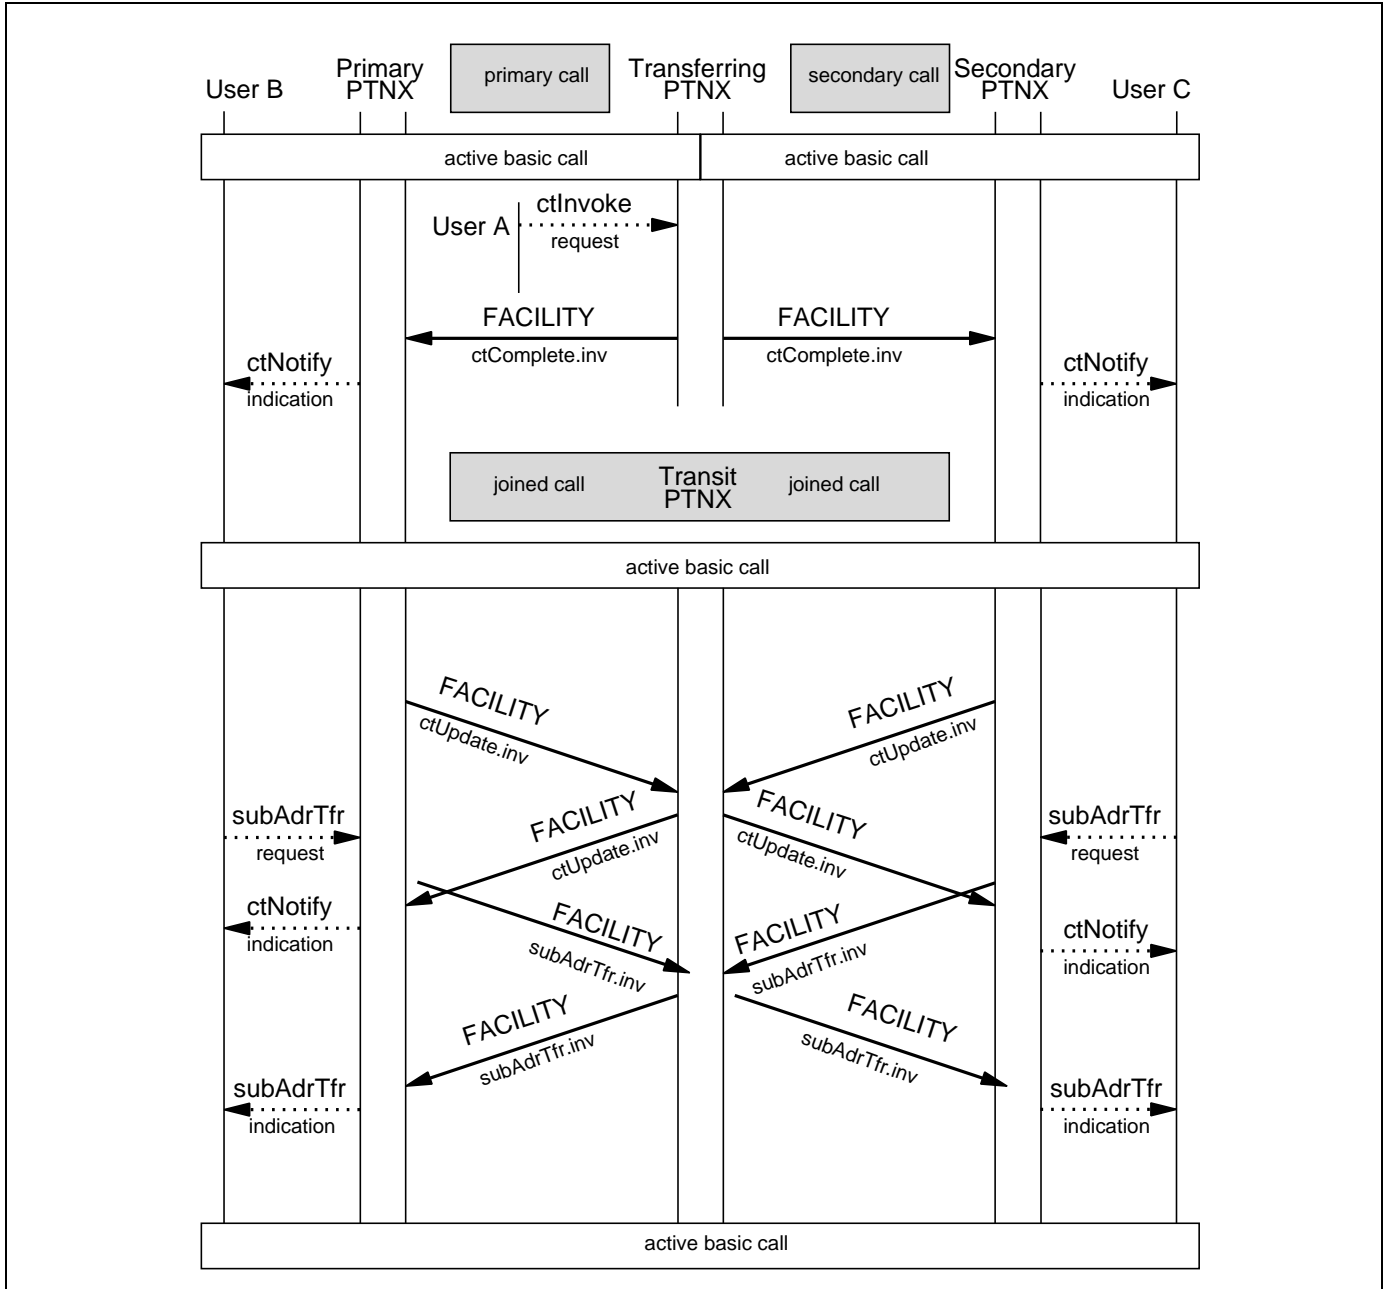 User B
Primary
PTNX
primary call
Transferring
PTNX
secondary call
Secondary
PTNX
User C
active basic call
active basic call
User A
ctInvoke
request
FACILITY
ctComplete.inv
FACILITY
ctComplete.inv
ctNotify
indication
ctNotify
indication
joined call
Transit
PTNX
joined call
active basic call
FACILITY
ctUpdate.inv
FACILITY
ctUpdate.inv
subAdrTfr
request
FACILITY
ctUpdate.inv
FACILITY
ctUpdate.inv
subAdrTfr
request
ctNotify
indication
FACILITY
subAdrTfr.inv
FACILITY
subAdrTfr.inv
ctNotify
indication
FACILITY
subAdrTfr.inv
FACILITY
subAdrTfr.inv
subAdrTfr
indication
subAdrTfr
indication
active basic call